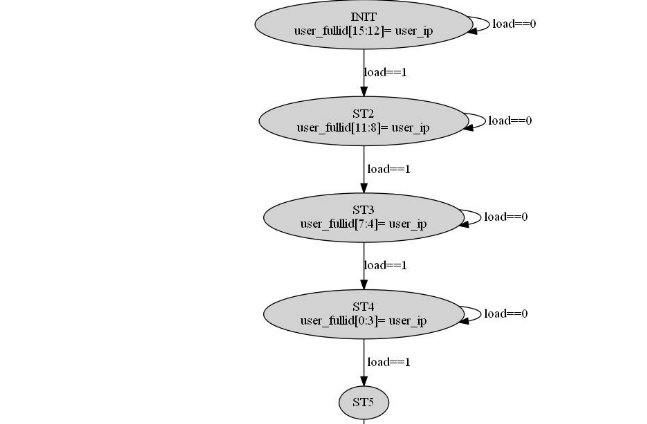 INIT
user_fullid[15:12]= user_ip
load==0
load==1
ST2
user_fullid[11:8]= user_ip
load==0
load==1
ST3
user_fullid[7:4]= user_ip
load==0
load==1
ST4
user_fullid[0:3]= user_ip
load==0
load==1
ST5